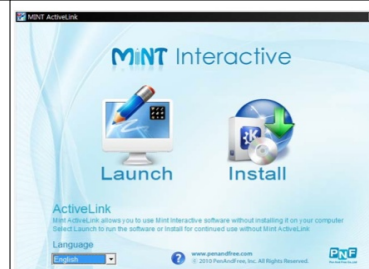 MINT ActiveLink
MiNT Interactive
Launch
Install
ActiveLink
Mint ActiveLink allows you to use Mint Interactive software without installing it on your computer
Select Launch to run the software or Install for continued use without Mint ActiveLink
Language
English
?
www.penandfree.com
© 2010 PenAndFree, Inc. All Rights Reserved.
PNF